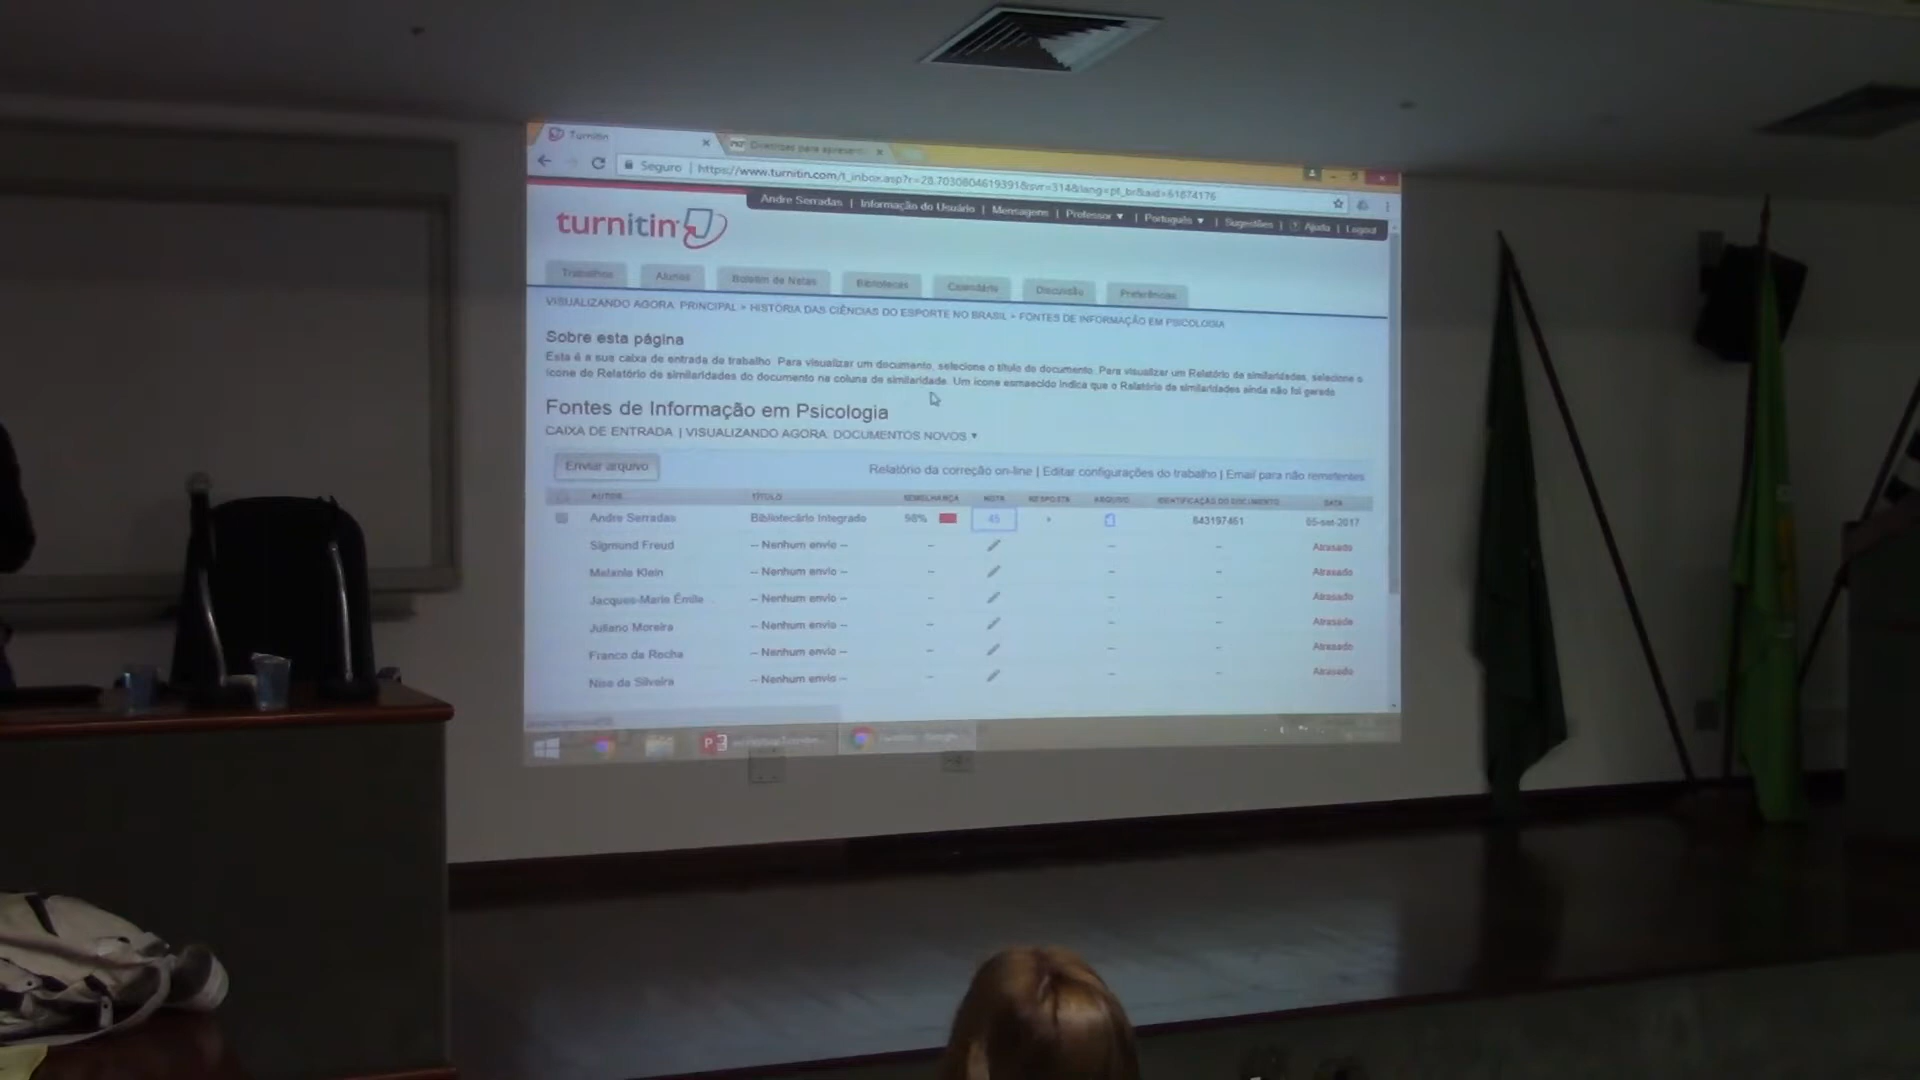 Turnitin
Diretrizes para apresent
Seguro | https://www.turnitin.com/t_inbox.asp?r=28.7030804619391&svr=314&lang=pt_br&aid=61874176
Andre Serradas | Informação do Usuário | Mensagens | Professor ▼ | Português ▼ | Sugestões | ? Ajuda | Logout
turnitin
Trabalhos Alunos Boletim de Notas Bibliotecas Calendário Discussão Preferências
VISUALIZANDO AGORA: PRINCIPAL > HISTÓRIA DAS CIÊNCIAS DO ESPORTE NO BRASIL > FONTES DE INFORMAÇÃO EM PSICOLOGIA
Sobre esta página
Esta é a sua caixa de entrada de trabalho. Para visualizar um documento, selecione o título do documento. Para visualizar um Relatório de similaridades, selecione o
ícone do Relatório de similaridades do documento na coluna de similaridade. Um ícone esmaecido indica que o Relatório de similaridades ainda não foi gerado.
Fontes de Informação em Psicologia
CAIXA DE ENTRADA | VISUALIZANDO AGORA: DOCUMENTOS NOVOS ▼
Enviar arquivo
Relatório da correção on-line | Editar configurações do trabalho | Email para não remetentes
AUTOR TÍTULO SEMELHANÇA NOTA RESPOSTA ARQUIVO IDENTIFICAÇÃO DO DOCUMENTO DATA
Andre Serradas Bibliotecário Integrado 98% 45 843197461 05-set-2017
Sigmund Freud -- Nenhum envio -- -- -- -- Atrasado
Melanie Klein -- Nenhum envio -- -- -- -- Atrasado
Jacques-Marie Émile -- Nenhum envio -- -- -- -- Atrasado
Juliano Moreira -- Nenhum envio -- -- -- -- Atrasado
Franco da Rocha -- Nenhum envio -- -- -- -- Atrasado
Nise da Silveira -- Nenhum envio -- -- -- -- Atrasado